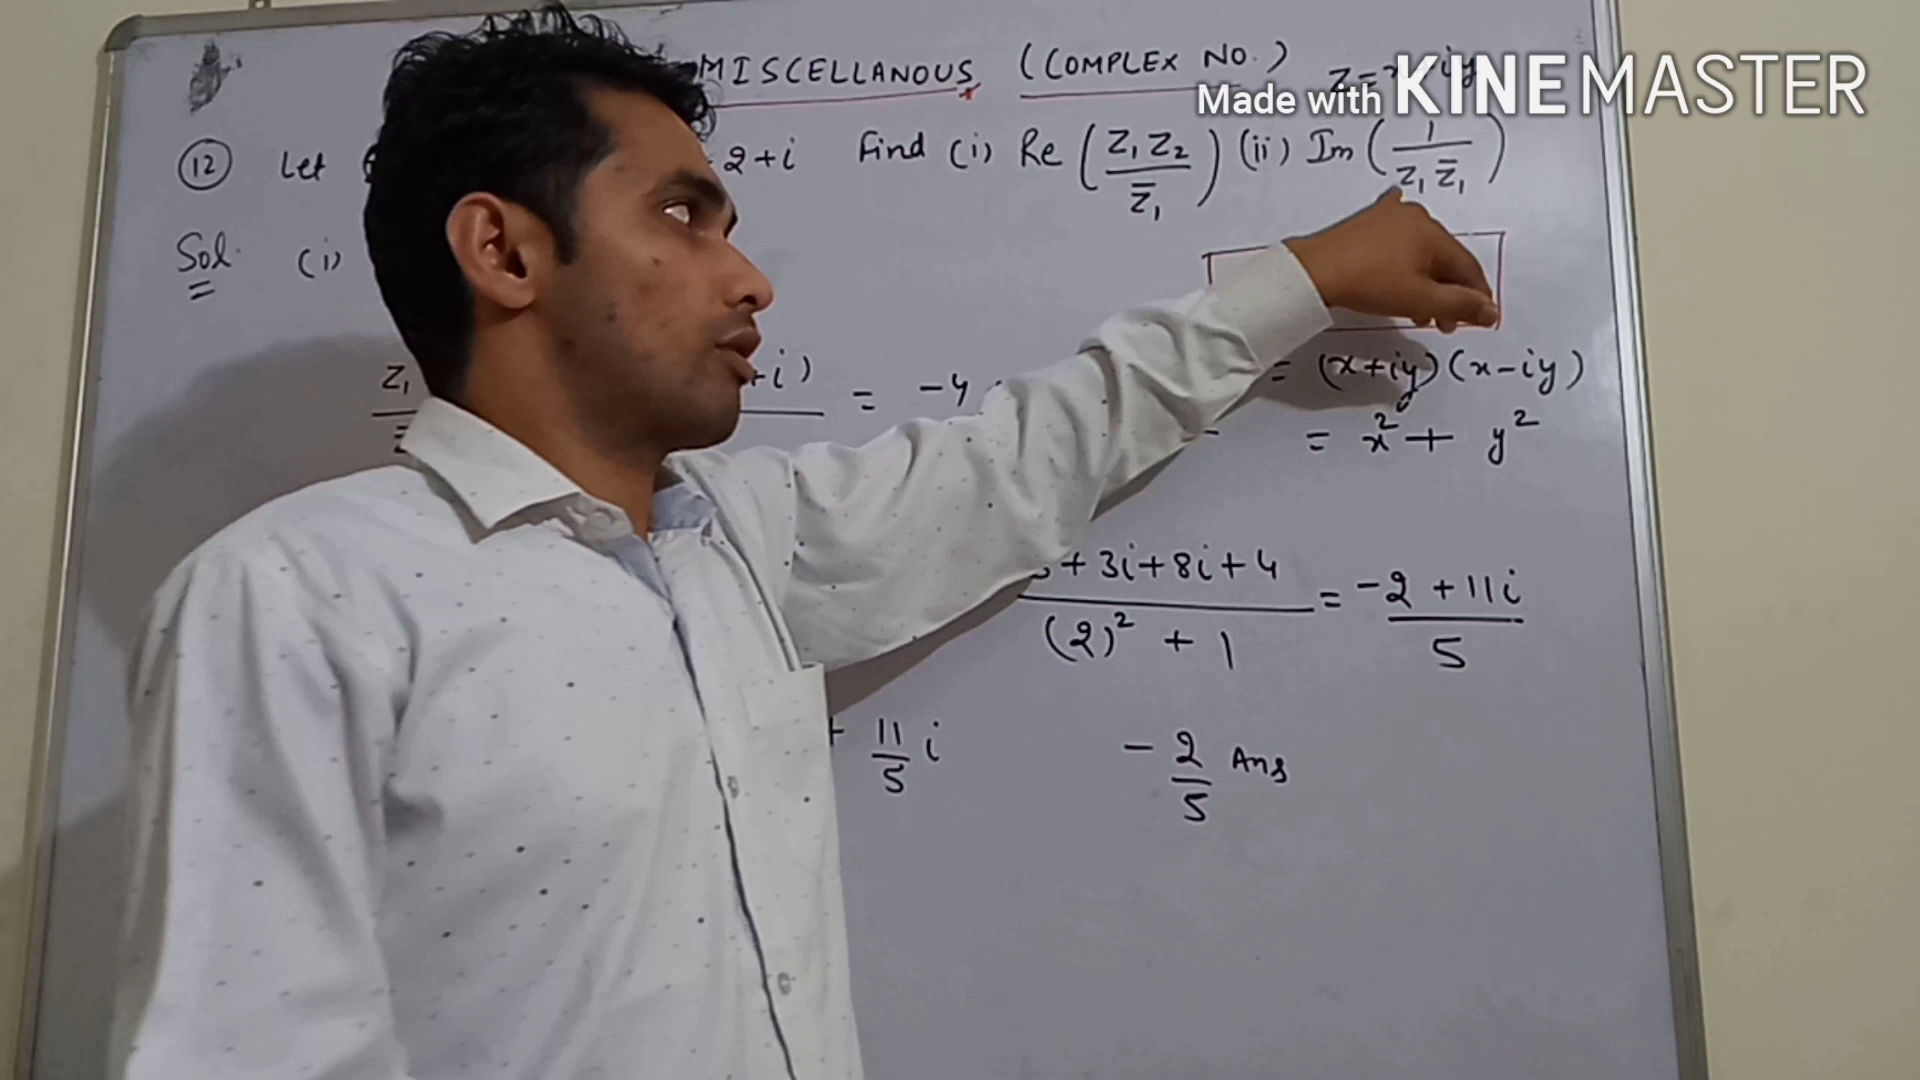 MISCELLANOUS (COMPLEX NO.)
Made with KINEMASTER
12 Let 2+i Find (i) Re (Z₁Z₂/Z̄₁) (ii) Im (1/Z₁Z̄₁)
Sol. (i)
= (x+iy)(x-iy)
Z₁ +i) = -4
= x² + y²
+ 3i + 8i + 4 / (2)² + 1 = -2 + 11i / 5
+ 11/5 i
-2/5 Ans